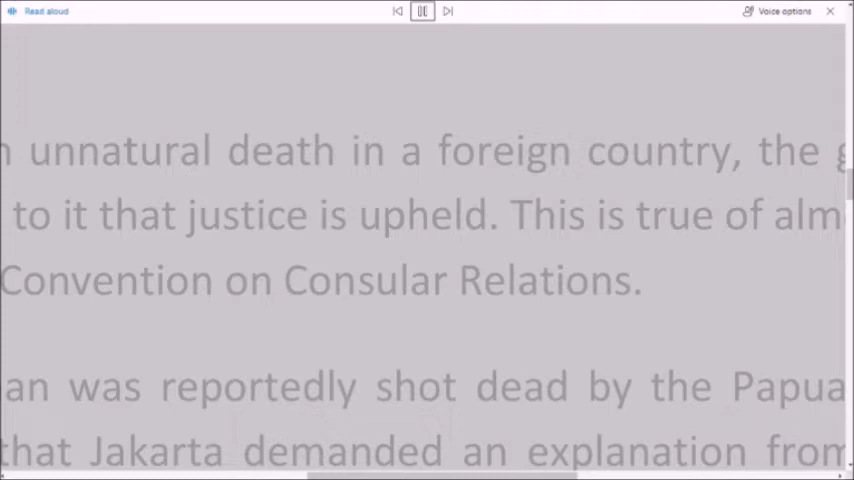 Read aloud
Voice options
unnatural death in a foreign country, the
to it that justice is upheld. This is true of
Convention on Consular Relations.
an was reportedly shot dead by the Papua
that Jakarta demanded an explanation from